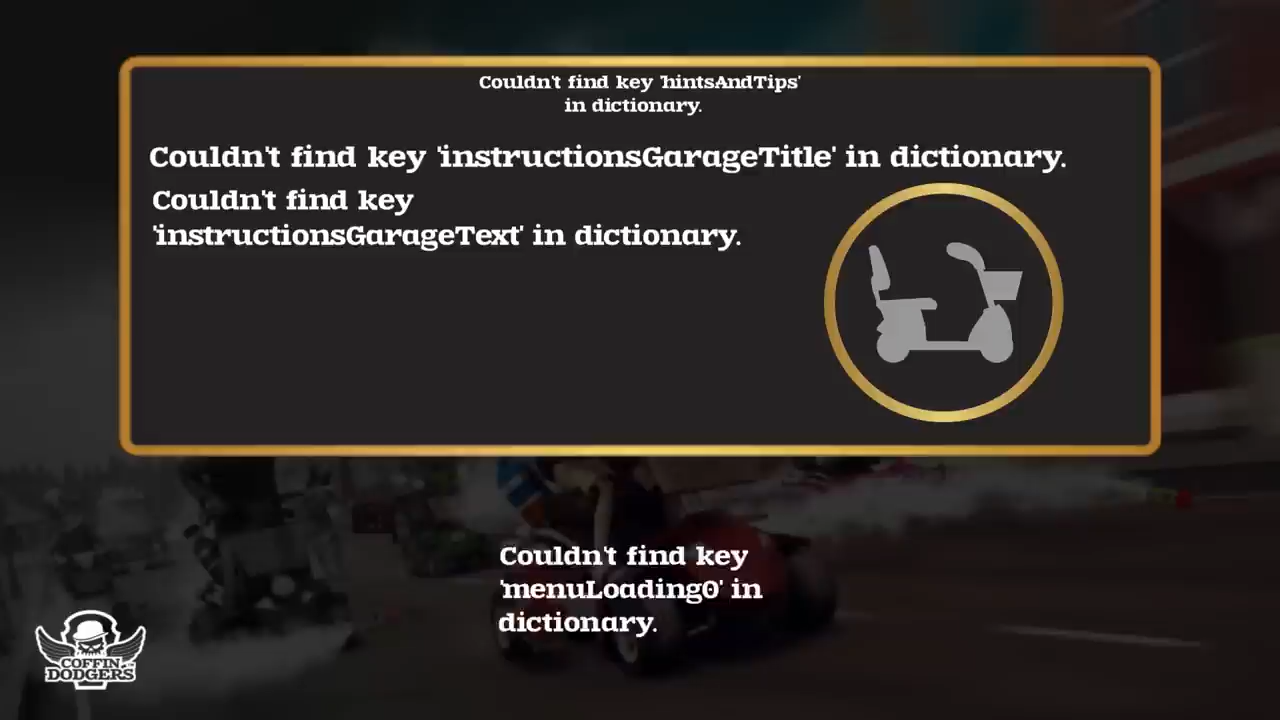 Couldn't find key 'hintsAndTips'
in dictionary.
Couldn't find key 'instructionsGarageTitle' in dictionary.
Couldn't find key
'instructionsGarageText' in dictionary.
Couldn't find key
'menuLoading0' in
dictionary.
COFFIN
DODGERS